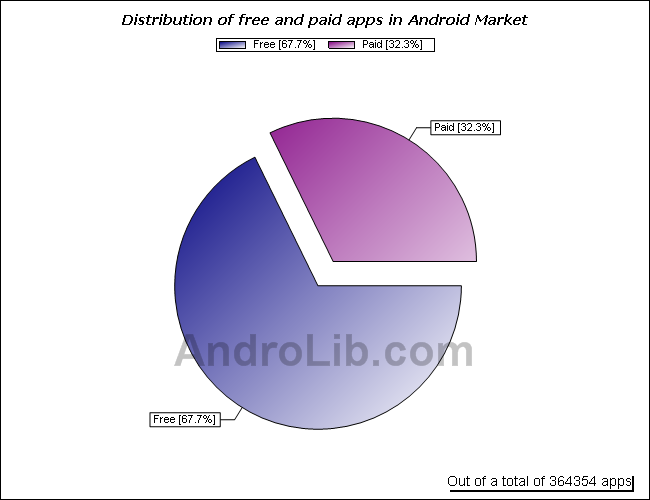 Distribution of free and paid apps in Android Market
Free [67.7%] Paid [32.3%]
Paid [32.3%]
AndroLib.com
Free [67.7%]
Out of a total of 364354 apps